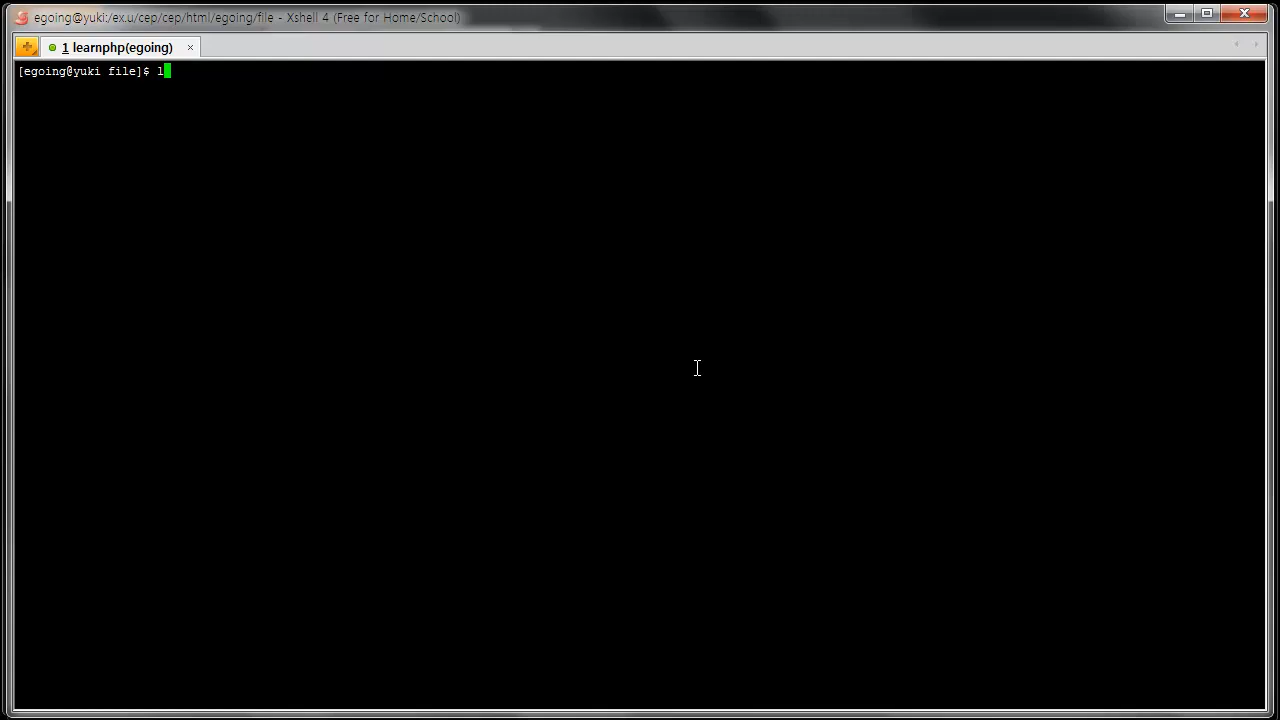 egoing@yuki:/ex.u/cep/cep/html/egoing/file - Xshell 4 (Free for Home/School)
1 learnphp(egoing)
[egoing@yuki file]$ l